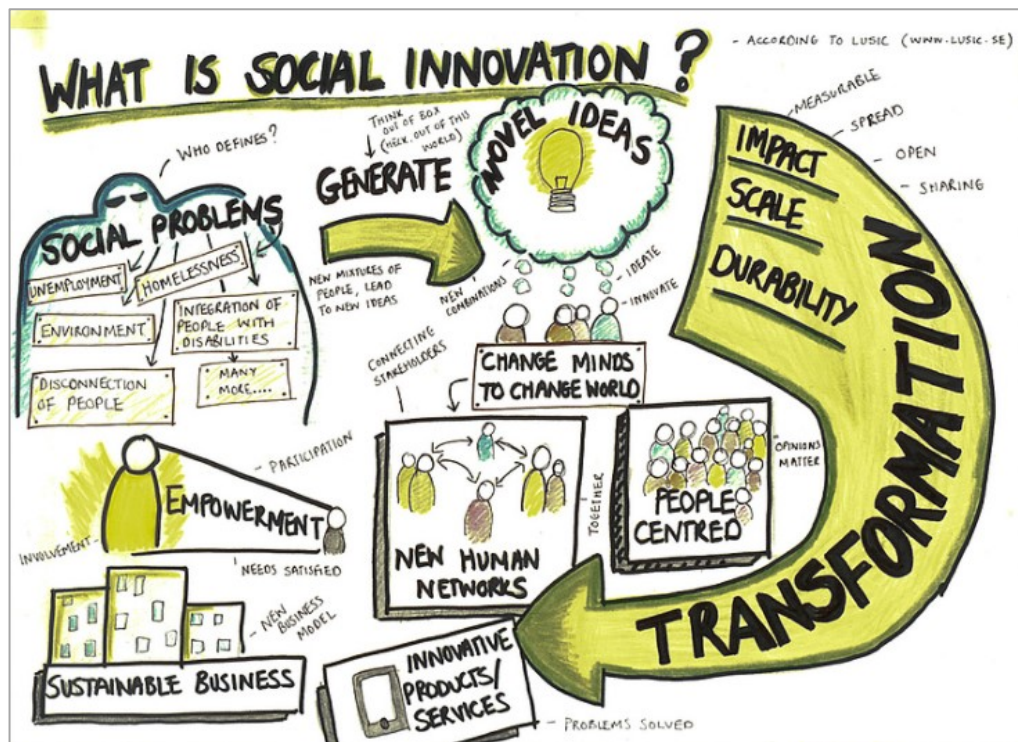 WHAT IS SOCIAL INNOVATION?
- ACCORDING TO LUSIC (WWW.LUSIC.SE)
WHO DEFINES?
SOCIAL PROBLEMS
UNEMPLOYMENT
HOMELESSNESS
ENVIRONMENT
INTEGRATION OF
PEOPLE WITH
DISABILITIES
DISCONNECTION
OF PEOPLE
MANY
MORE....
THINK
OUT OF BOX
(HECK, OUT OF THIS
WORLD)
GENERATE
NEW MIXTURES OF
PEOPLE, LEAD
TO NEW IDEAS
NOVEL IDEAS
NEW
COMBINATIONS
- IDEATE
- INNOVATE
CHANGE MINDS
TO CHANGE WORLD
CONNECTING
STAKEHOLDERS
NEW HUMAN
NETWORKS
TOGETHER
PEOPLE
CENTRED
OPINIONS
MATTER
IMPACT
SCALE
DURABILITY
- MEASURABLE
- SPREAD
- OPEN
- SHARING
TRANSFORMATION
EMPOWERMENT
- PARTICIPATION
INVOLVEMENT -
NEEDS SATISFIED
- NEW
BUSINESS
MODEL
SUSTAINABLE BUSINESS
INNOVATIVE
PRODUCTS/
SERVICES
- PROBLEMS SOLVED